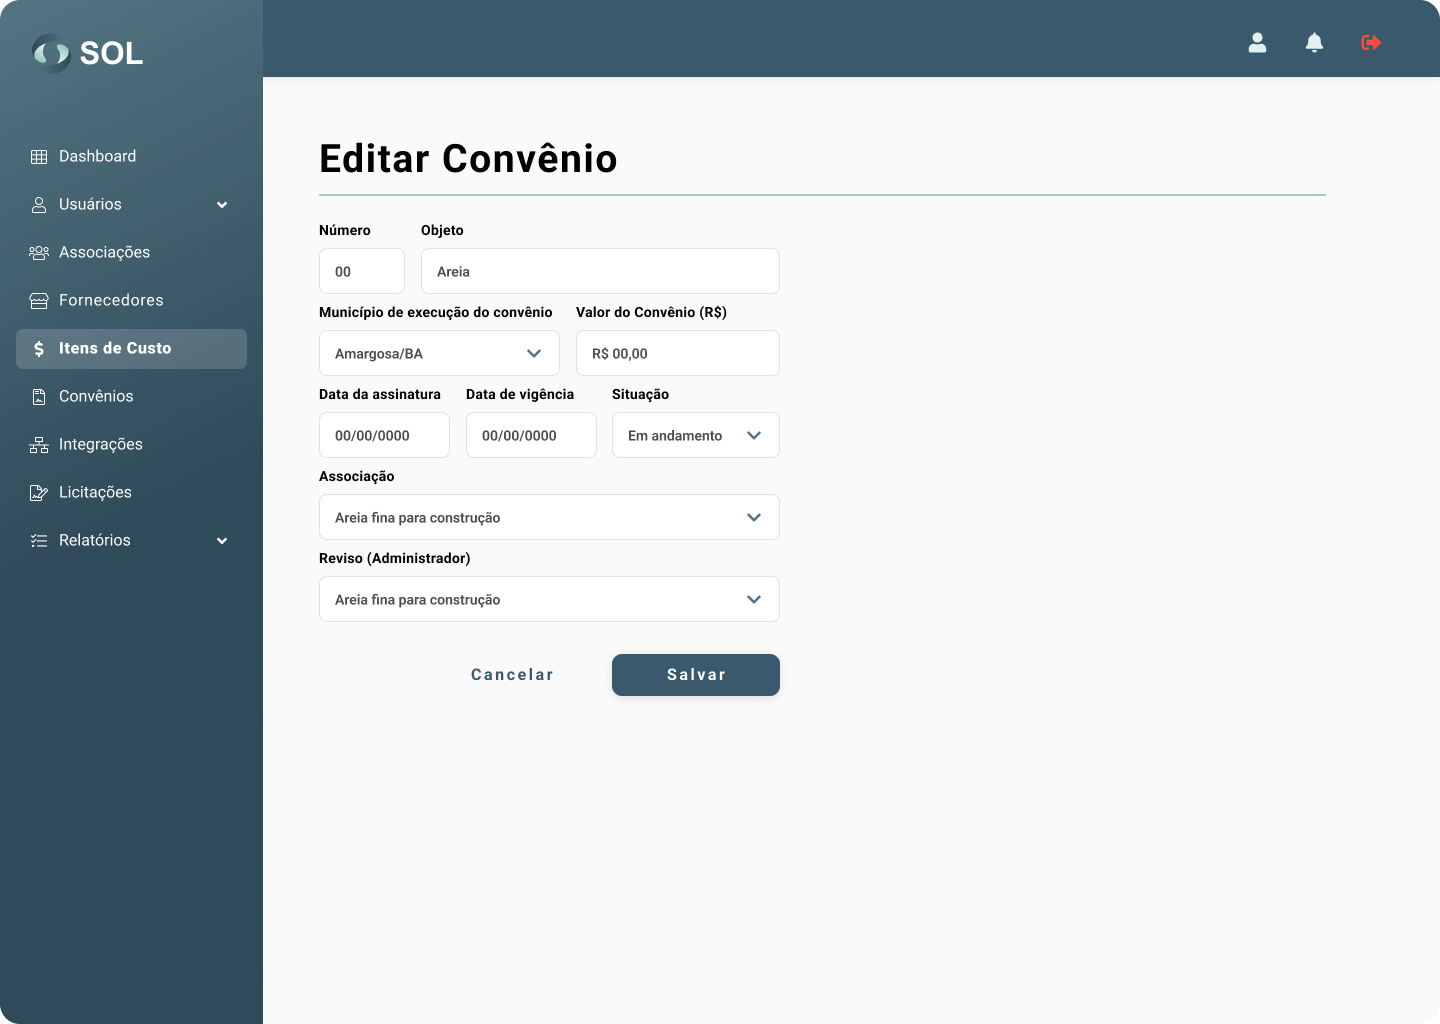 SOL
Dashboard
Usuários
Associações
Fornecedores
Itens de Custo
Convênios
Integrações
Licitações
Relatórios
Editar Convênio
Número Objeto
00 Areia
Município de execução do convênio Valor do Convênio (R$)
Amargosa/BA R$ 00,00
Data da assinatura Data de vigência Situação
00/00/0000 00/00/0000 Em andamento
Associação
Areia fina para construção
Reviso (Administrador)
Areia fina para construção
Cancelar Salvar